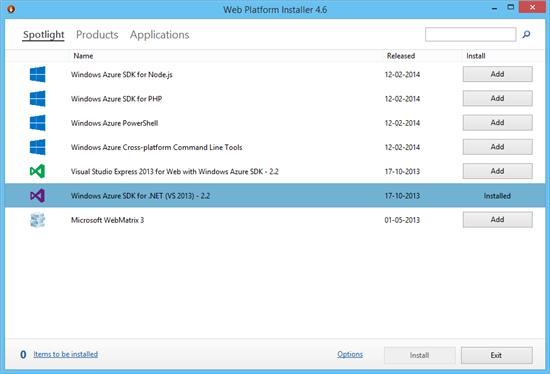 Web Platform Installer 4.6
Spotlight Products Applications
Name Released Install
Windows Azure SDK for Node.js 12-02-2014 Add
Windows Azure SDK for PHP 12-02-2014 Add
Windows Azure PowerShell 12-02-2014 Add
Windows Azure Cross-platform Command Line Tools 12-02-2014 Add
Visual Studio Express 2013 for Web with Windows Azure SDK - 2.2 17-10-2013 Add
Windows Azure SDK for .NET (VS 2013) - 2.2 17-10-2013 Installed
Microsoft WebMatrix 3 01-05-2013 Add
0 Items to be installed Options Install Exit